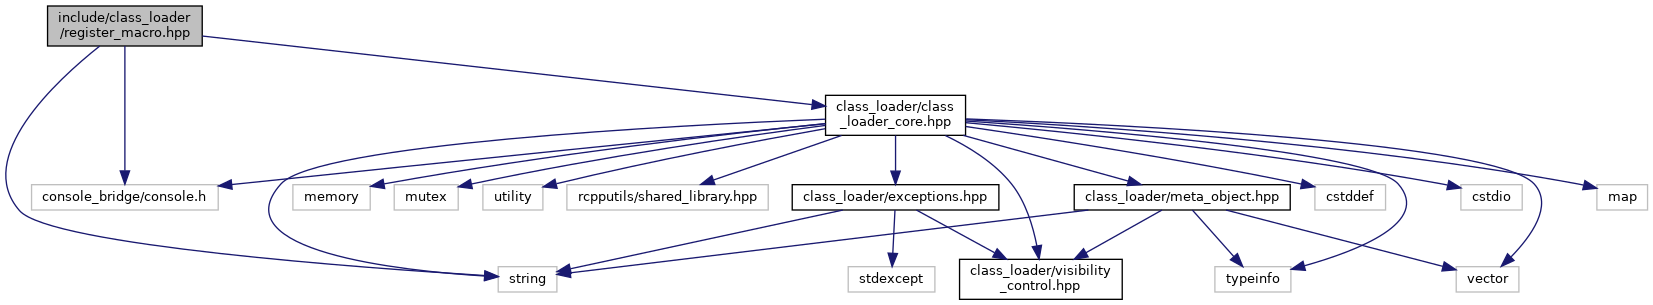 include/class_loader
/register_macro.hpp
class_loader/class
_loader_core.hpp
console_bridge/console.h
memory
mutex
utility
rcpputils/shared_library.hpp
class_loader/exceptions.hpp
class_loader/meta_object.hpp
cstddef
cstdio
map
string
stdexcept
class_loader/visibility
_control.hpp
typeinfo
vector